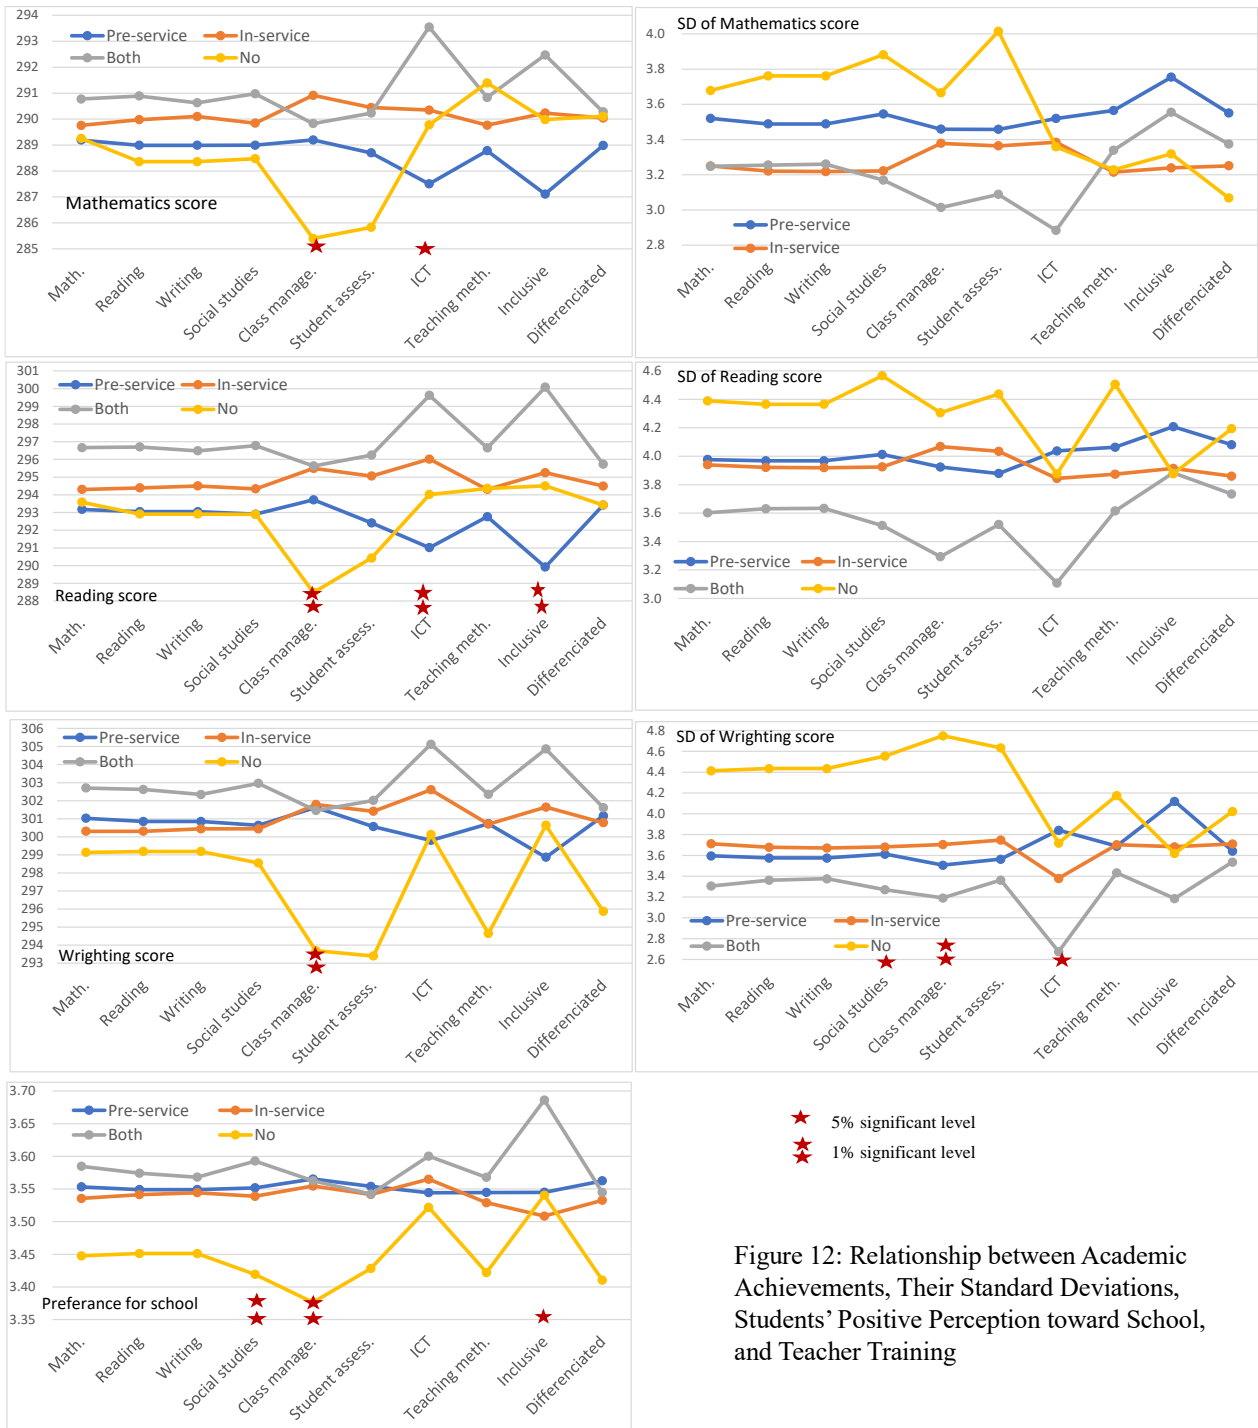 294
293
292
291
290
289
288
287
286
285
Pre-service
In-service
Both
No
Mathematics score
Math.
Reading
Writing
Social studies
Class manage.
Student assess.
ICT
Teaching meth.
Inclusive
Differenciated
SD of Mathematics score
4.0
3.8
3.6
3.4
3.2
3.0
2.8
Pre-service
In-service
Math.
Reading
Writing
Social studies
Class manage.
Student assess.
ICT
Teaching meth.
Inclusive
Differenciated
301
300
299
298
297
296
295
294
293
292
291
290
289
288
Pre-service
In-service
Both
No
Reading score
Math.
Reading
Writing
Social studies
Class manage.
Student assess.
ICT
Teaching meth.
Inclusive
Differenciated
SD of Reading score
4.6
4.4
4.2
4.0
3.8
3.6
3.4
3.2
3.0
Pre-service
In-service
Both
No
Math.
Reading
Writing
Social studies
Class manage.
Student assess.
ICT
Teaching meth.
Inclusive
Differenciated
306
305
304
303
302
301
300
299
298
297
296
295
294
293
Pre-service
In-service
Both
No
Wrighting score
Math.
Reading
Writing
Social studies
Class manage.
Student assess.
ICT
Teaching meth.
Inclusive
Differenciated
SD of Wrighting score
4.8
4.6
4.4
4.2
4.0
3.8
3.6
3.4
3.2
3.0
2.8
2.6
Pre-service
In-service
Both
No
Math.
Reading
Writing
Social studies
Class manage.
Student assess.
ICT
Teaching meth.
Inclusive
Differenciated
3.70
3.65
3.60
3.55
3.50
3.45
3.40
3.35
Pre-service
In-service
Both
No
Preferance for school
Math.
Reading
Writing
Social studies
Class manage.
Student assess.
ICT
Teaching meth.
Inclusive
Differenciated
5% significant level
1% significant level
Figure 12: Relationship between Academic
Achievements, Their Standard Deviations,
Students' Positive Perception toward School,
and Teacher Training